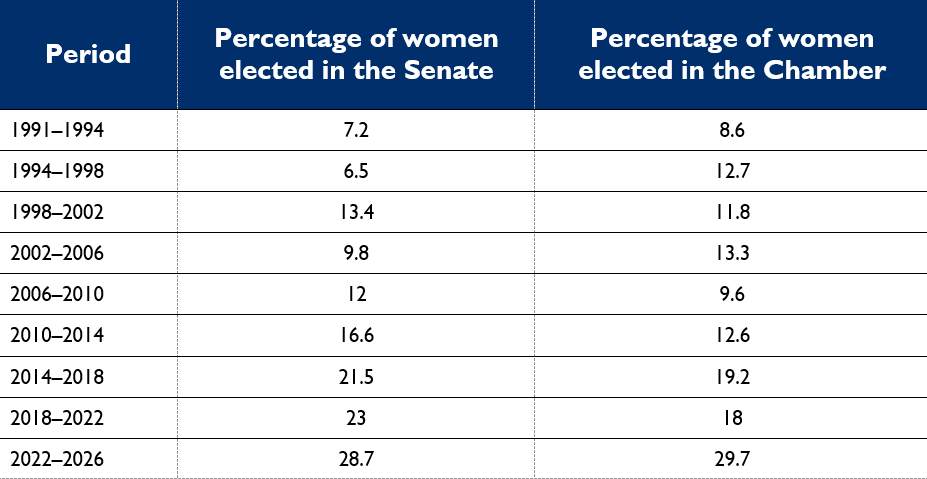 Period
Percentage of women
elected in the Senate
Percentage of women
elected in the Chamber
1991–1994 7.2 8.6
1994–1998 6.5 12.7
1998–2002 13.4 11.8
2002–2006 9.8 13.3
2006–2010 12 9.6
2010–2014 16.6 12.6
2014–2018 21.5 19.2
2018–2022 23 18
2022–2026 28.7 29.7